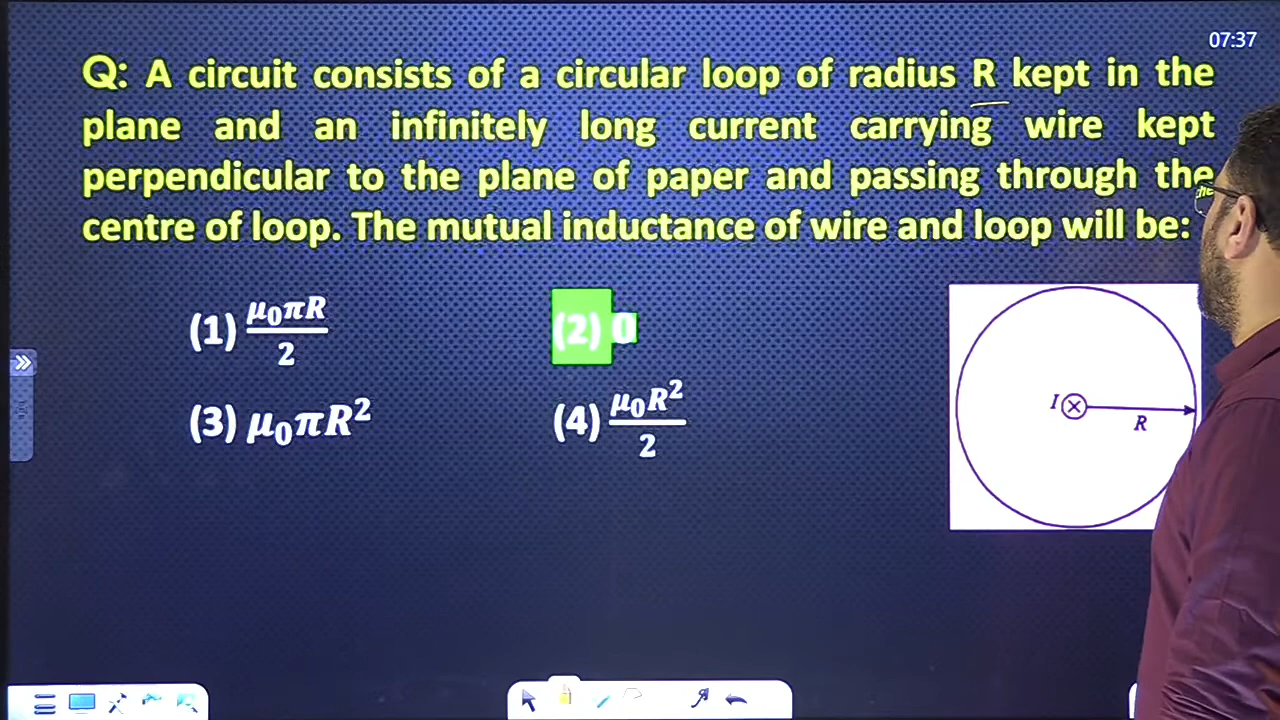 07:37
Q: A circuit consists of a circular loop of radius R kept in the
plane and an infinitely long current carrying wire kept
perpendicular to the plane of paper and passing through the
centre of loop. The mutual inductance of wire and loop will be:
(1) μ₀πR/2
(2) 0
(3) μ₀πR²
(4) μ₀R²/2
I
R